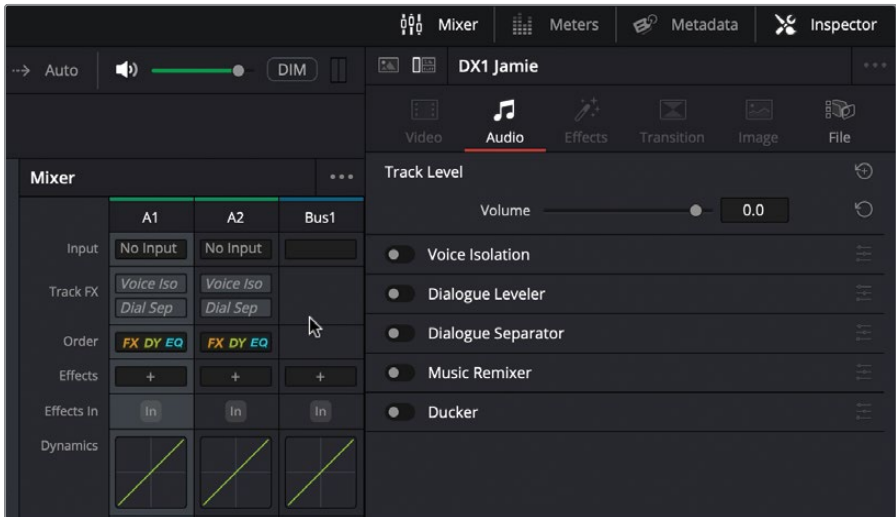 Mixer Meters Metadata Inspector
Auto DIM DX1 Jamie
Video Audio Effects Transition Image File
Mixer
Track Level
Volume 0.0
A1 A2 Bus1
Input No Input No Input
Voice Isolation
Track FX Voice Iso Voice Iso
Dial Sep Dial Sep
Dialogue Leveler
Dialogue Separator
Order FX DY EQ FX DY EQ
Effects + + +
Music Remixer
Effects In In In In
Ducker
Dynamics